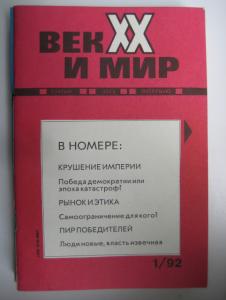 ВЕК XX
И МИР
В НОМЕРЕ:
КРУШЕНИЕ ИМПЕРИИ
Победа демократии или
эпоха катастроф?
РЫНОК И ЭТИКА
Самоограничение для кого?
ПИР ПОБЕДИТЕЛЕЙ
Люди новые, власть извечная
1/92